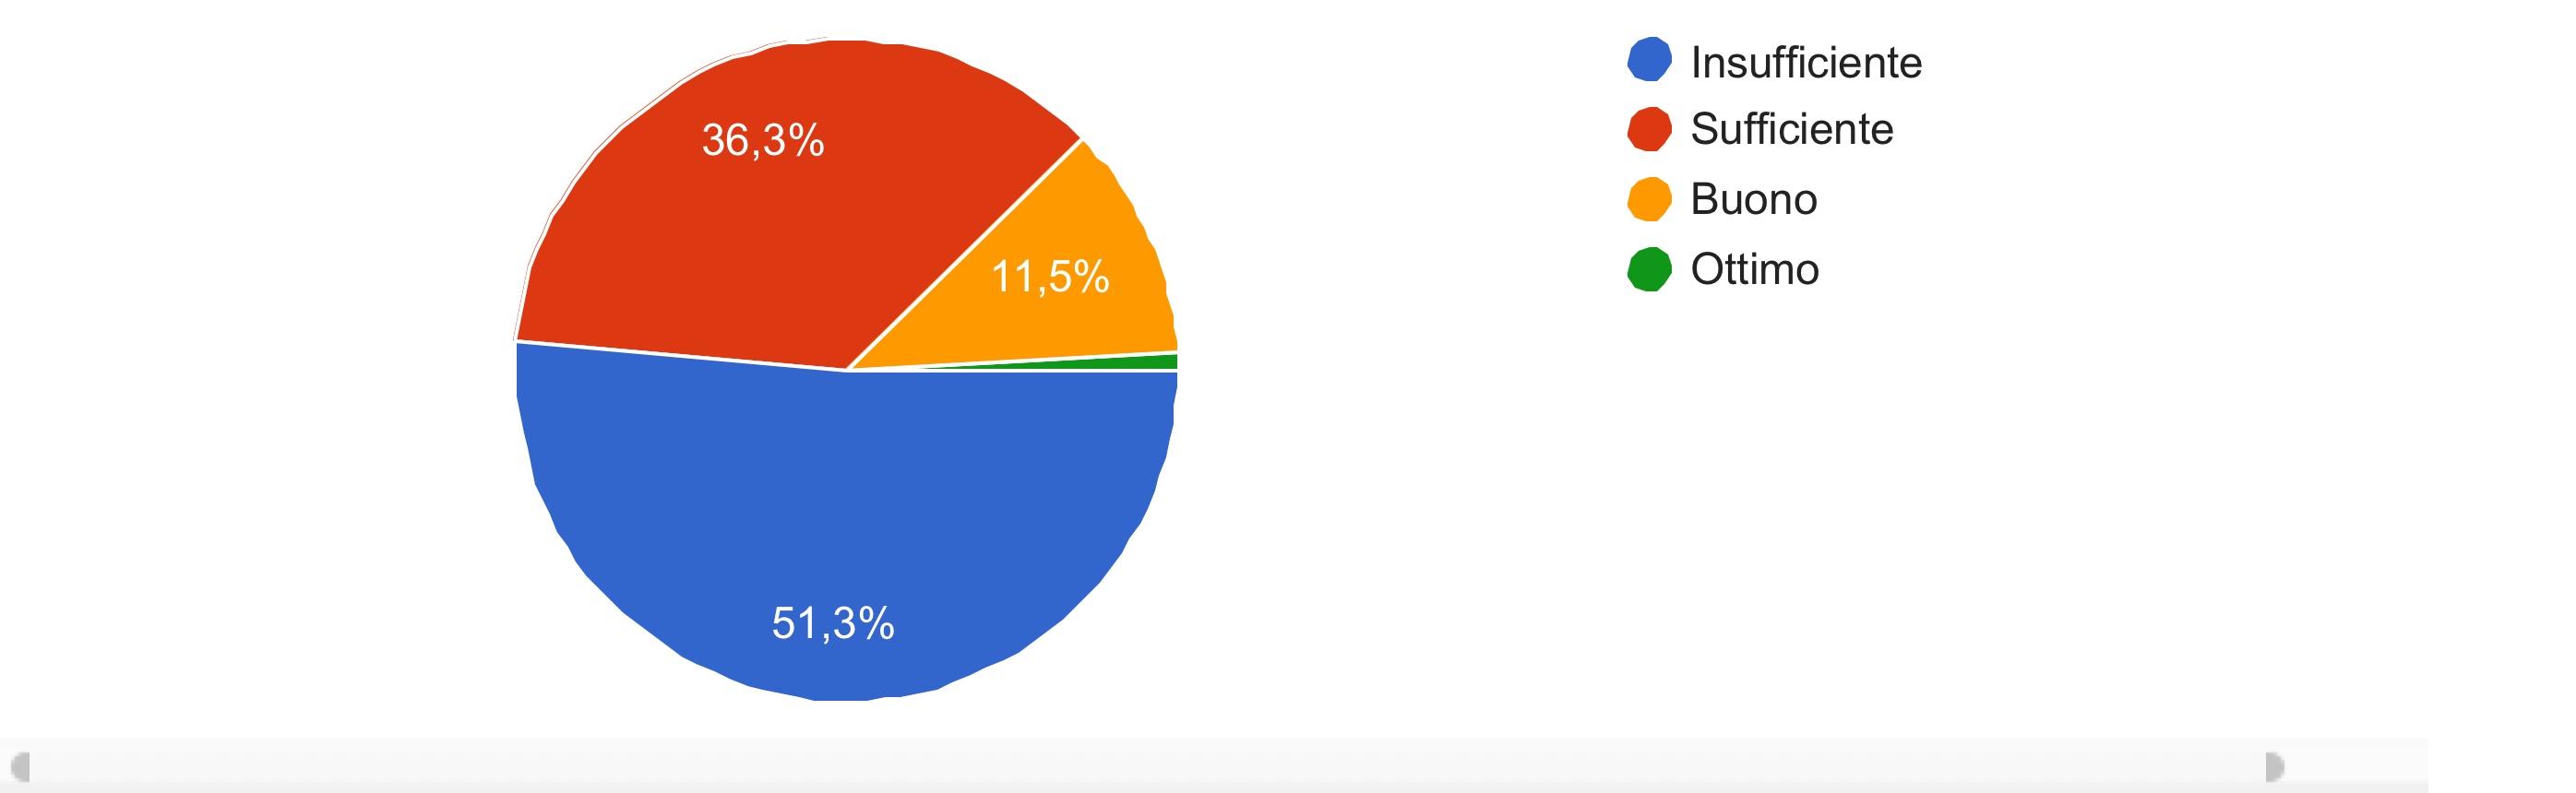 36,3%
11,5%
51,3%
Insufficiente
Sufficiente
Buono
Ottimo